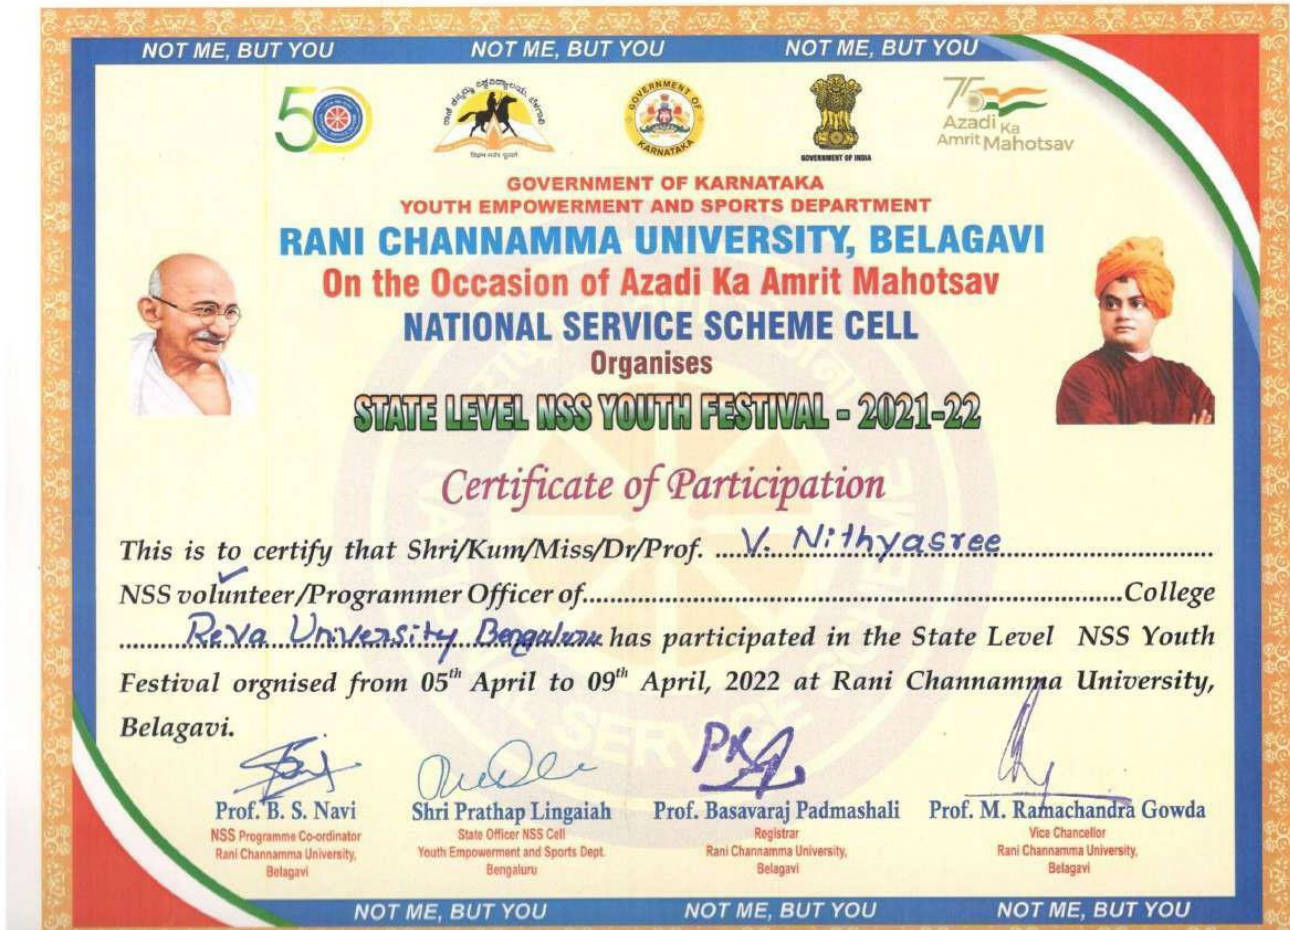 NOT ME, BUT YOU NOT ME, BUT YOU NOT ME, BUT YOU
50
ರಾಣಿ ಚನ್ನಮ್ಮ ವಿಶ್ವವಿದ್ಯಾಲಯ, ಬೆಳಗಾವಿ
GOVERNMENT OF
KARNATAKA
GOVERNMENT OF INDIA
75
Azadi Ka
Amrit Mahotsav
GOVERNMENT OF KARNATAKA
YOUTH EMPOWERMENT AND SPORTS DEPARTMENT
RANI CHANNAMMA UNIVERSITY, BELAGAVI
On the Occasion of Azadi Ka Amrit Mahotsav
NATIONAL SERVICE SCHEME CELL
Organises
STATE LEVEL NSS YOUTH FESTIVAL - 2021-22
Certificate of Participation
This is to certify that Shri/Kum/Miss/Dr/Prof. V. Nithyasree
NSS volunteer/Programmer Officer of College
Reva University Bengaluru has participated in the State Level NSS Youth
Festival orgnised from 05th April to 09th April, 2022 at Rani Channamma University,
Belagavi.
Prof. B. S. Navi Shri Prathap Lingaiah Prof. Basavaraj Padmashali Prof. M. Ramachandra Gowda
NSS Programme Co-ordinator State Officer NSS Cell Registrar Vice Chancellor
Rani Channamma University, Youth Empowerment and Sports Dept. Rani Channamma University, Rani Channamma University,
Belagavi Bengaluru Belagavi Belagavi
NOT ME, BUT YOU NOT ME, BUT YOU NOT ME, BUT YOU